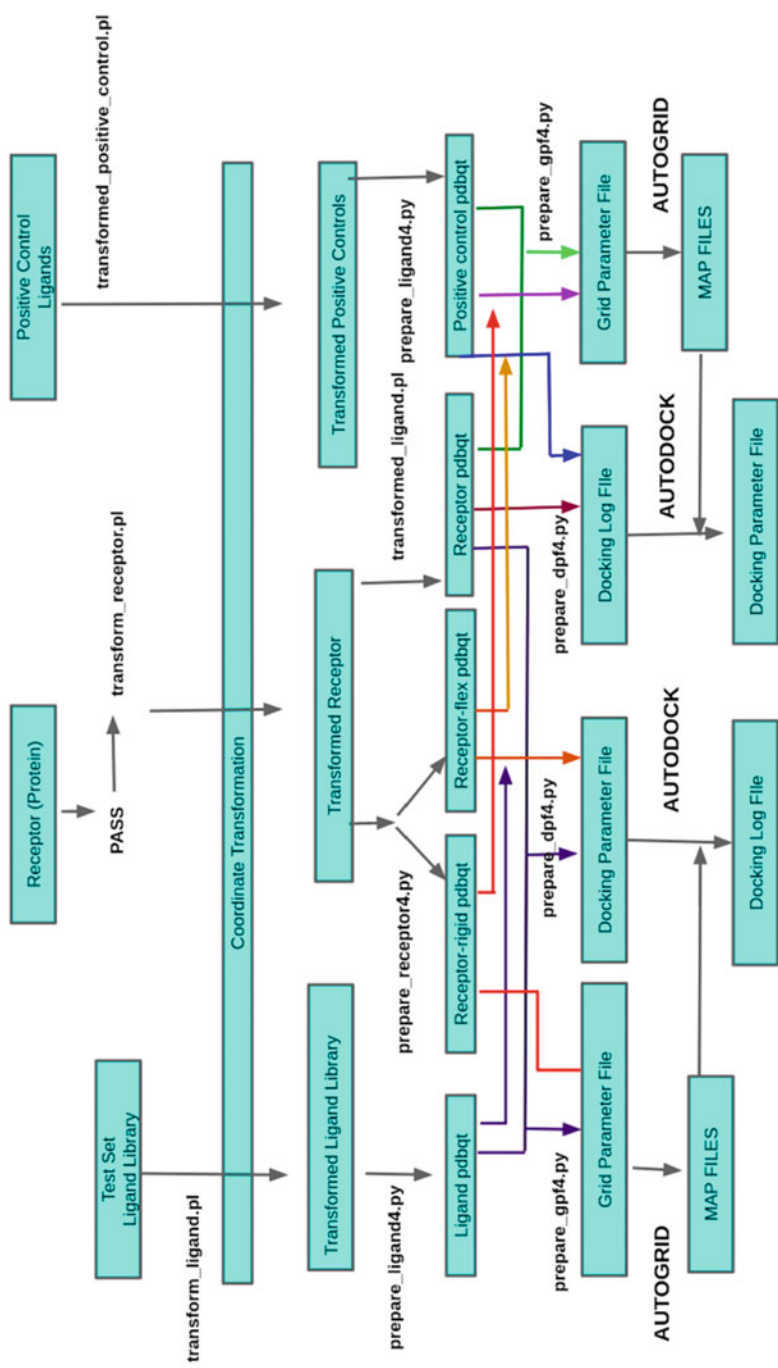 Test Set
Ligand Library
Receptor (Protein)
Positive Control
Ligands
transform_ligand.pl
PASS
transform_receptor.pl
transformed_positive_control.pl
Coordinate Transformation
Transformed Ligand Library
Transformed Receptor
Transformed Positive Controls
prepare_ligand4.py
prepare_receptor4.py
transformed_ligand.pl
prepare_ligand4.py
Ligand pdbqt
Receptor-rigid pdbqt
Receptor-flex pdbqt
Receptor pdbqt
Positive control pdbqt
prepare_gpf4.py
prepare_dpf4.py
prepare_dpf4.py
prepare_gpf4.py
Grid Parameter File
Docking Parameter File
Docking Log FIle
Grid Parameter File
AUTOGRID
AUTODOCK
AUTODOCK
AUTOGRID
MAP FILES
Docking Log FIle
Docking Parameter File
MAP FILES